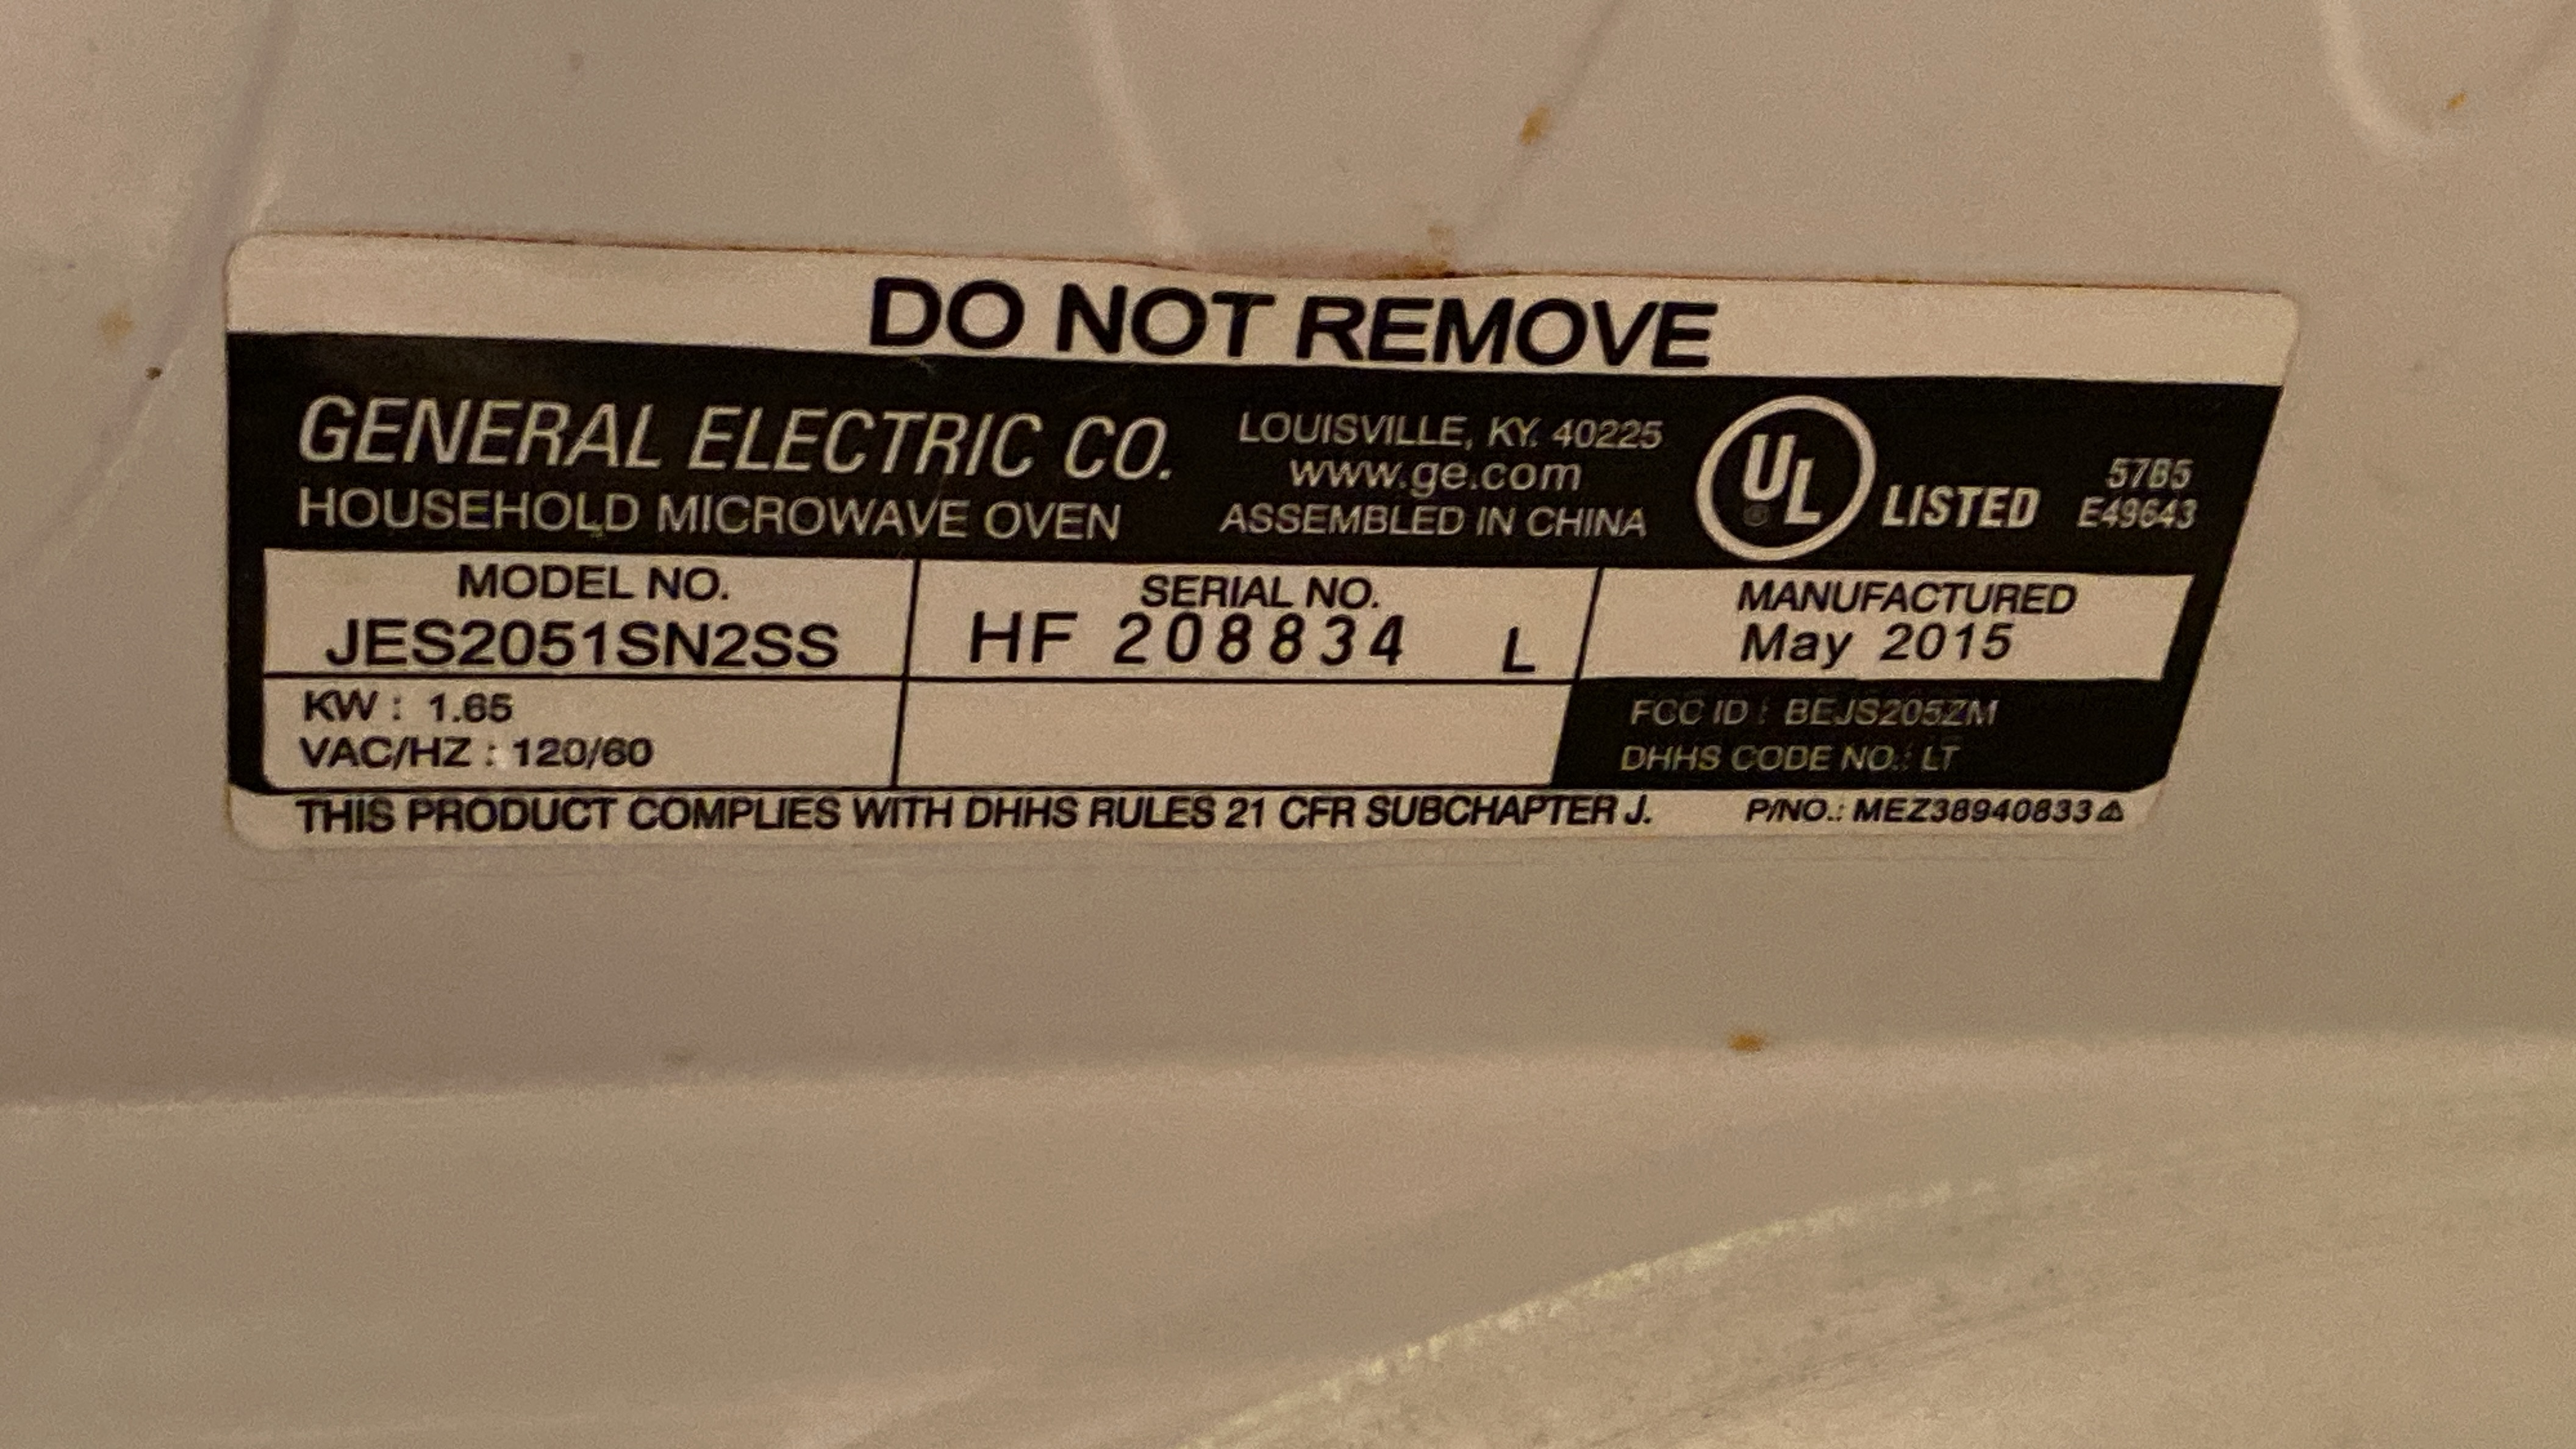 DO NOT REMOVE
GENERAL ELECTRIC CO.
HOUSEHOLD MICROWAVE OVEN
LOUISVILLE, KY. 40225
www.ge.com
ASSEMBLED IN CHINA
UL® LISTED
57B5
E49643
MODEL NO.
JES2051SN2SS
SERIAL NO.
HF 208834 L
MANUFACTURED
May 2015
KW : 1.65
VAC/HZ : 120/60
FCC ID : BEJS205ZM
DHHS CODE NO.: LT
THIS PRODUCT COMPLIES WITH DHHS RULES 21 CFR SUBCHAPTER J.
P/NO.: MEZ38940833